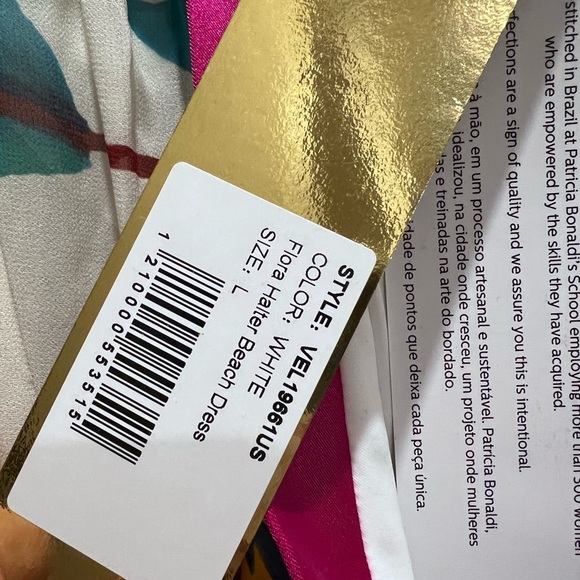 STYLE: VEL19661US
COLOR: WHITE
Flora Halter Beach Dress
SIZE: L
1 210000 553515
stitched in Brazil at Patricia Bonaldi's School employing more than 300 women
who are empowered by the skills they have acquired.
fections are a sign of quality and we assure you this is intentional.
à mão, em um processo artesanal e sustentável. Patrícia Bonaldi,
idealizou, na cidade onde cresceu, um projeto onde mulheres
das e treinadas na arte do bordado.
idade de pontos que deixa cada peça única.